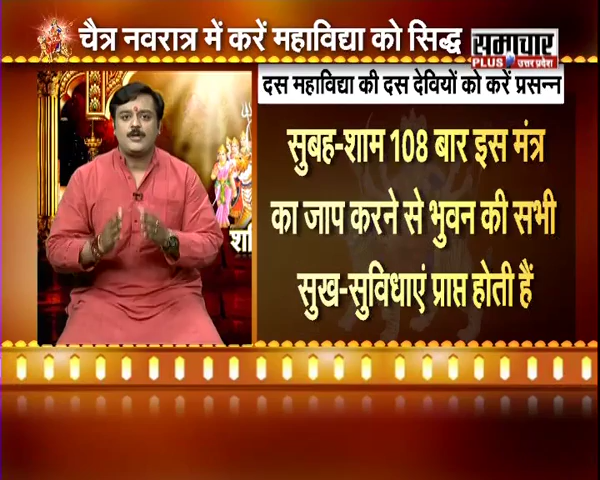 चैत्र नवरात्र में करें महाविद्या को सिद्ध
समाचार
PLUS उत्तर प्रदेश
दस महाविद्या की दस देवियों को करें प्रसन्न
सुबह-शाम 108 बार इस मंत्र
का जाप करने से भुवन की सभी
सुख-सुविधाएं प्राप्त होती हैं